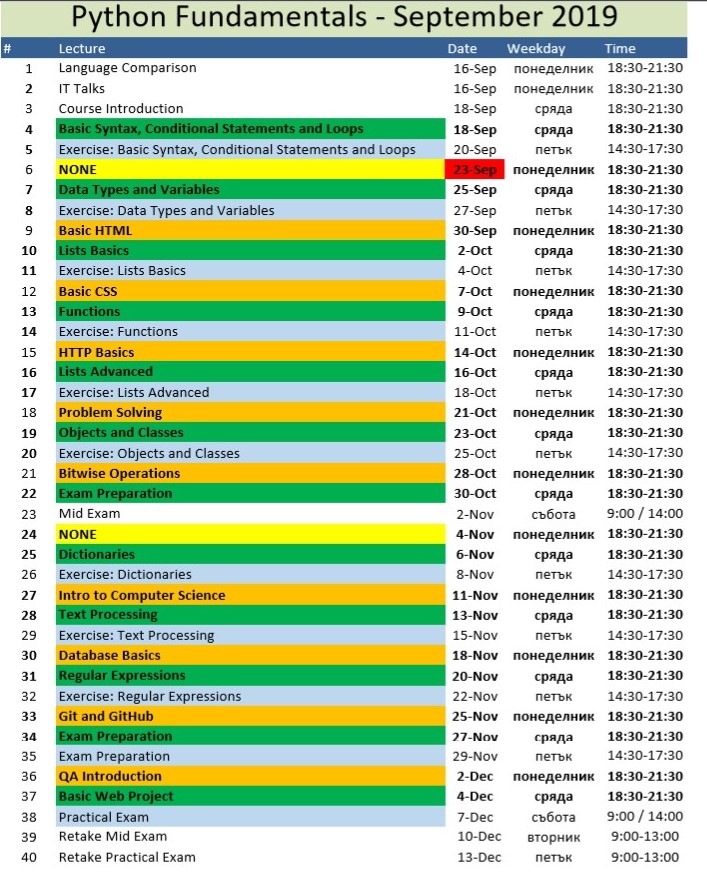 Python Fundamentals - September 2019
# Lecture Date Weekday Time
1 Language Comparison 16-Sep понеделник 18:30-21:30
2 IT Talks 16-Sep понеделник 18:30-21:30
3 Course Introduction 18-Sep сряда 18:30-21:30
4 Basic Syntax, Conditional Statements and Loops 18-Sep сряда 18:30-21:30
5 Exercise: Basic Syntax, Conditional Statements and Loops 20-Sep петък 14:30-17:30
6 NONE 23-Sep понеделник 18:30-21:30
7 Data Types and Variables 25-Sep сряда 18:30-21:30
8 Exercise: Data Types and Variables 27-Sep петък 14:30-17:30
9 Basic HTML 30-Sep понеделник 18:30-21:30
10 Lists Basics 2-Oct сряда 18:30-21:30
11 Exercise: Lists Basics 4-Oct петък 14:30-17:30
12 Basic CSS 7-Oct понеделник 18:30-21:30
13 Functions 9-Oct сряда 18:30-21:30
14 Exercise: Functions 11-Oct петък 14:30-17:30
15 HTTP Basics 14-Oct понеделник 18:30-21:30
16 Lists Advanced 16-Oct сряда 18:30-21:30
17 Exercise: Lists Advanced 18-Oct петък 14:30-17:30
18 Problem Solving 21-Oct понеделник 18:30-21:30
19 Objects and Classes 23-Oct сряда 18:30-21:30
20 Exercise: Objects and Classes 25-Oct петък 14:30-17:30
21 Bitwise Operations 28-Oct понеделник 18:30-21:30
22 Exam Preparation 30-Oct сряда 18:30-21:30
23 Mid Exam 2-Nov събота 9:00 / 14:00
24 NONE 4-Nov понеделник 18:30-21:30
25 Dictionaries 6-Nov сряда 18:30-21:30
26 Exercise: Dictionaries 8-Nov петък 14:30-17:30
27 Intro to Computer Science 11-Nov понеделник 18:30-21:30
28 Text Processing 13-Nov сряда 18:30-21:30
29 Exercise: Text Processing 15-Nov петък 14:30-17:30
30 Database Basics 18-Nov понеделник 18:30-21:30
31 Regular Expressions 20-Nov сряда 18:30-21:30
32 Exercise: Regular Expressions 22-Nov петък 14:30-17:30
33 Git and GitHub 25-Nov понеделник 18:30-21:30
34 Exam Preparation 27-Nov сряда 18:30-21:30
35 Exam Preparation 29-Nov петък 14:30-17:30
36 QA Introduction 2-Dec понеделник 18:30-21:30
37 Basic Web Project 4-Dec сряда 18:30-21:30
38 Practical Exam 7-Dec събота 9:00 / 14:00
39 Retake Mid Exam 10-Dec вторник 9:00-13:00
40 Retake Practical Exam 13-Dec петък 9:00-13:00